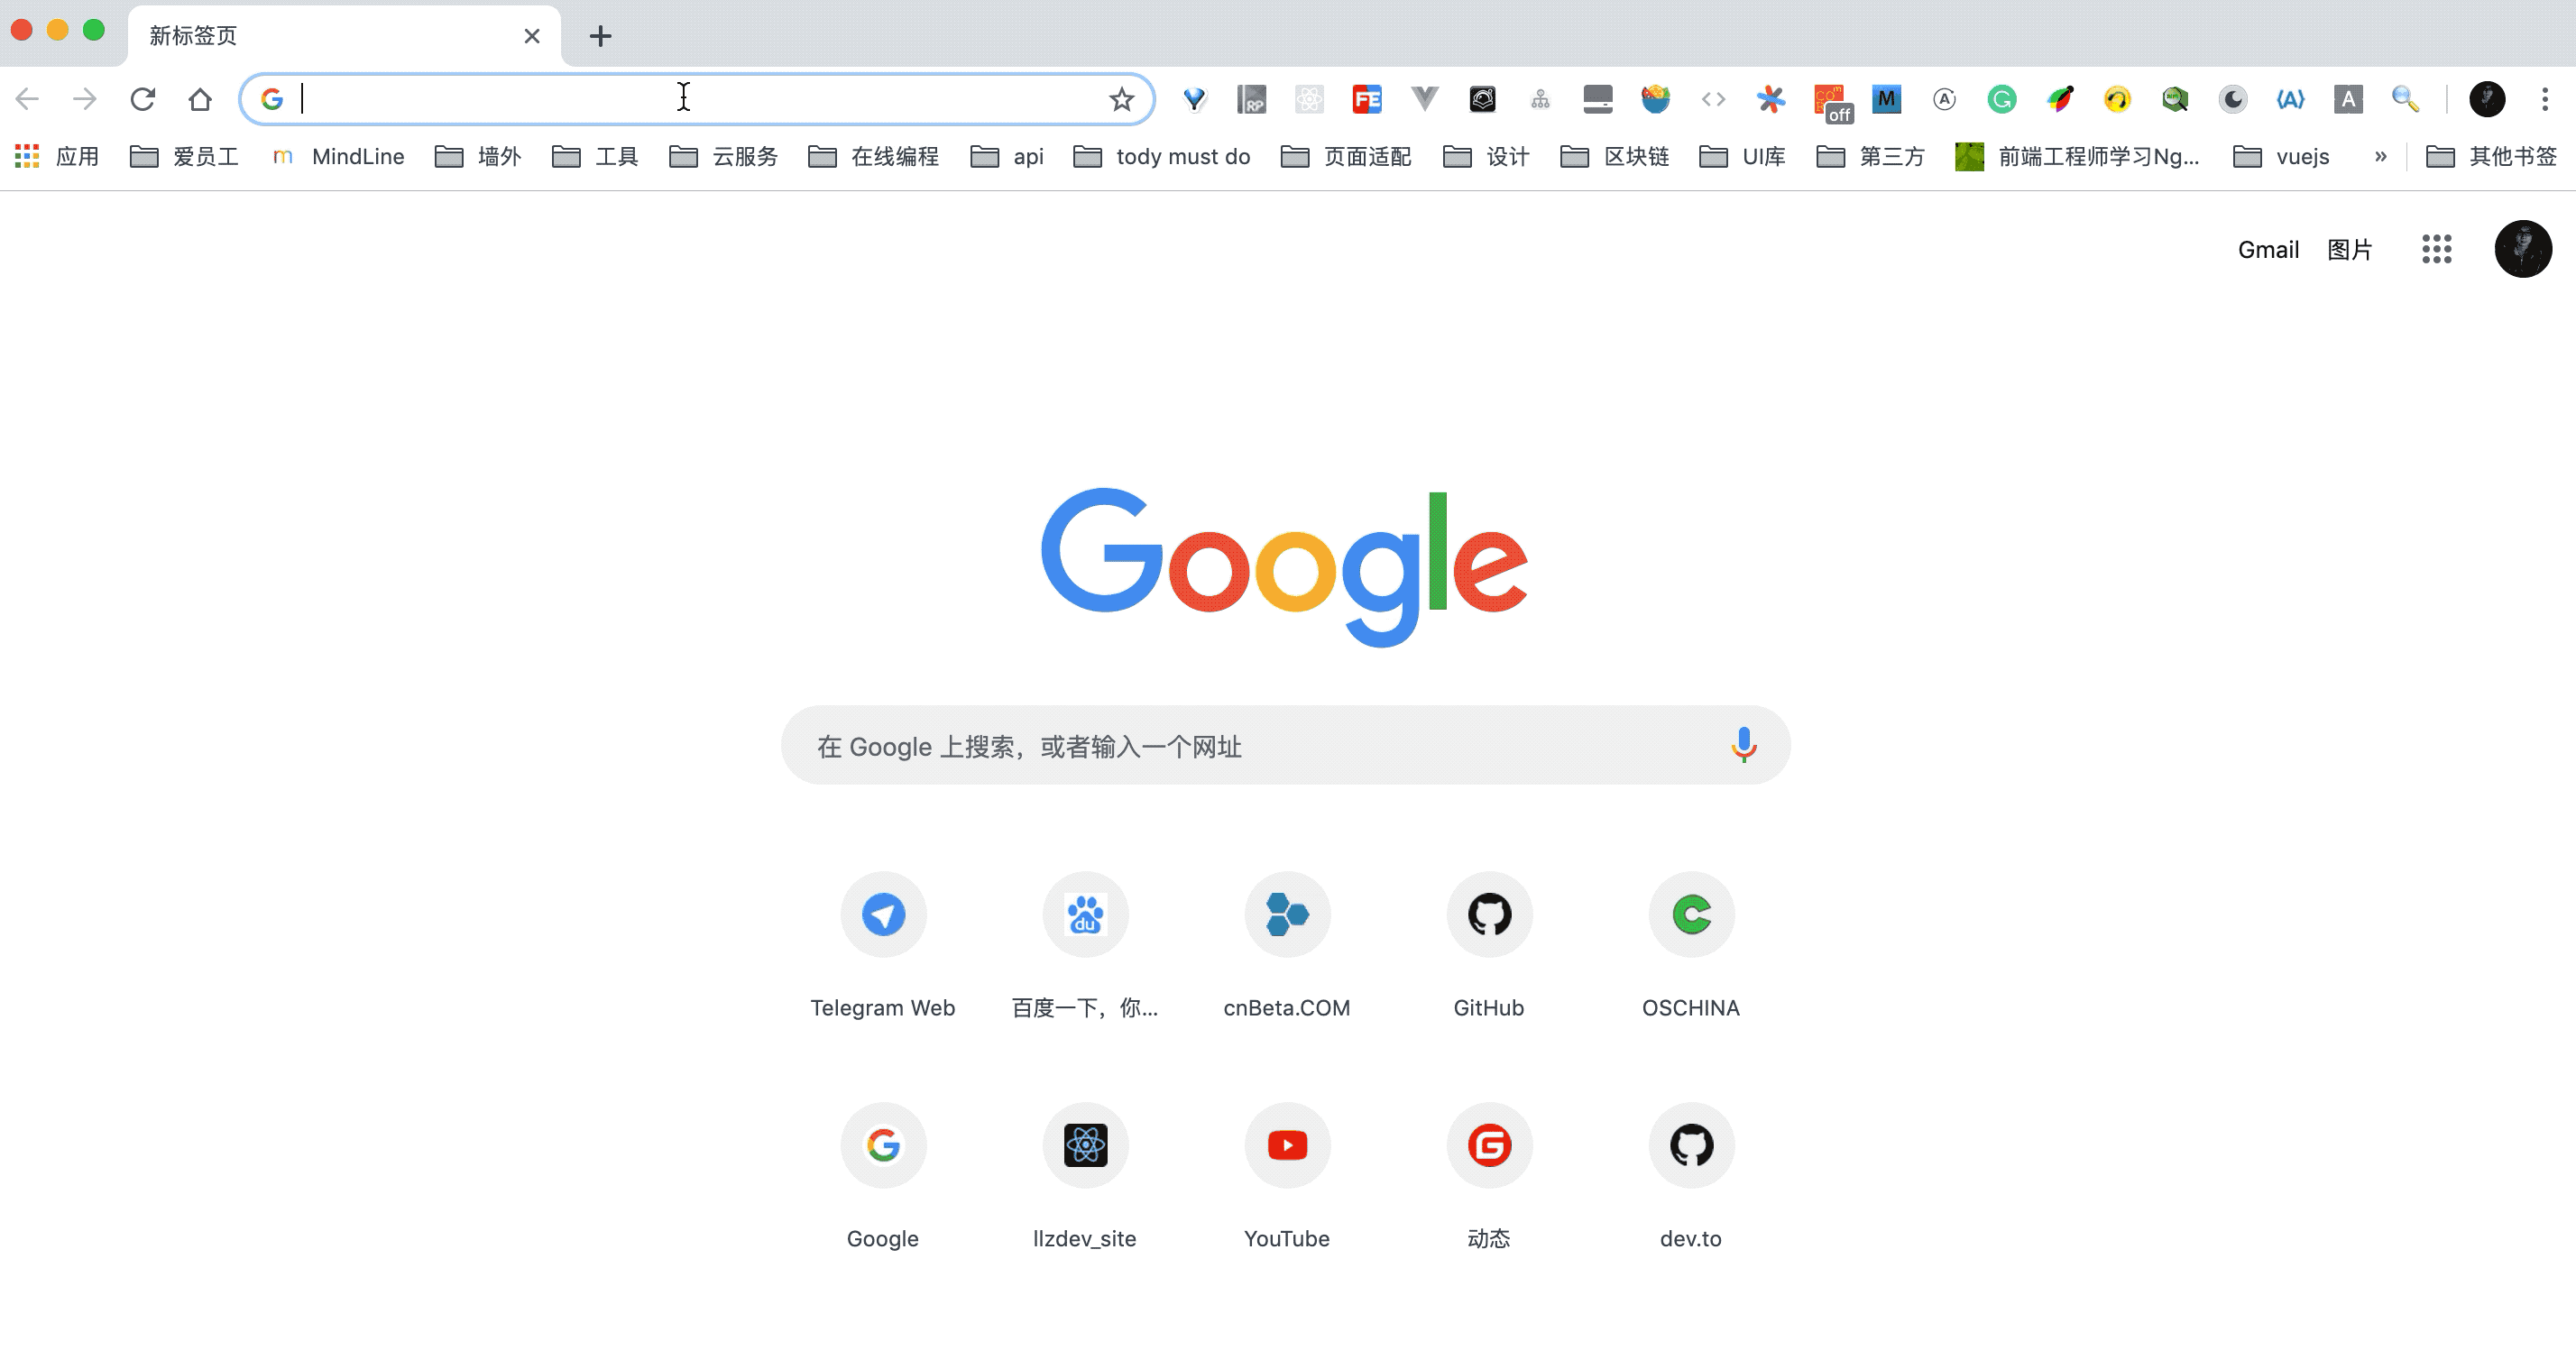 新标签页
RP
FE
off
M
A
A
应用 爱员工 MindLine 墙外 工具 云服务 在线编程 api tody must do 页面适配 设计 区块链 UI库 第三方 前端工程师学习Ng... vuejs » 其他书签
Gmail 图片
Google
在 Google 上搜索，或者输入一个网址
du
Telegram Web 百度一下，你... cnBeta.COM GitHub OSCHINA
Google llzdev_site YouTube 动态 dev.to